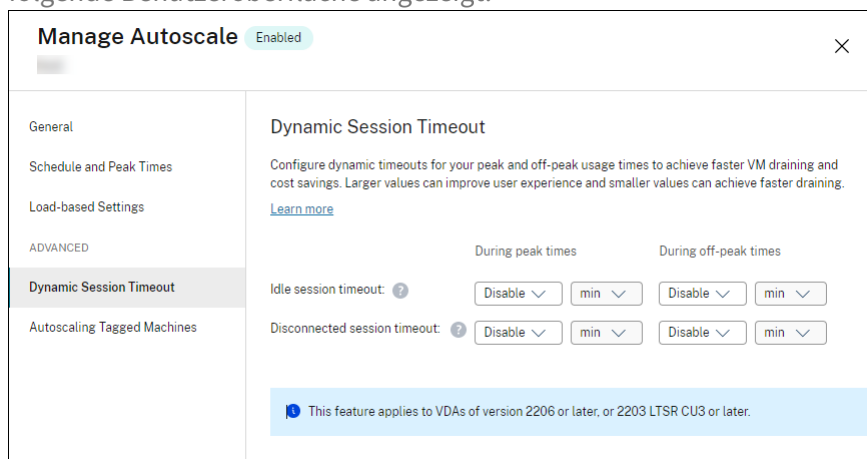 folgende Benutzeroberfläche angezeigt:
Manage Autoscale Enabled
General
Schedule and Peak Times
Load-based Settings
ADVANCED
Dynamic Session Timeout
Autoscaling Tagged Machines
Dynamic Session Timeout
Configure dynamic timeouts for your peak and off-peak usage times to achieve faster VM draining and
cost savings. Larger values can improve user experience and smaller values can achieve faster draining.
Learn more
During peak times During off-peak times
Idle session timeout: ? Disable min Disable min
Disconnected session timeout: ? Disable min Disable min
This feature applies to VDAs of version 2206 or later, or 2203 LTSR CU3 or later.